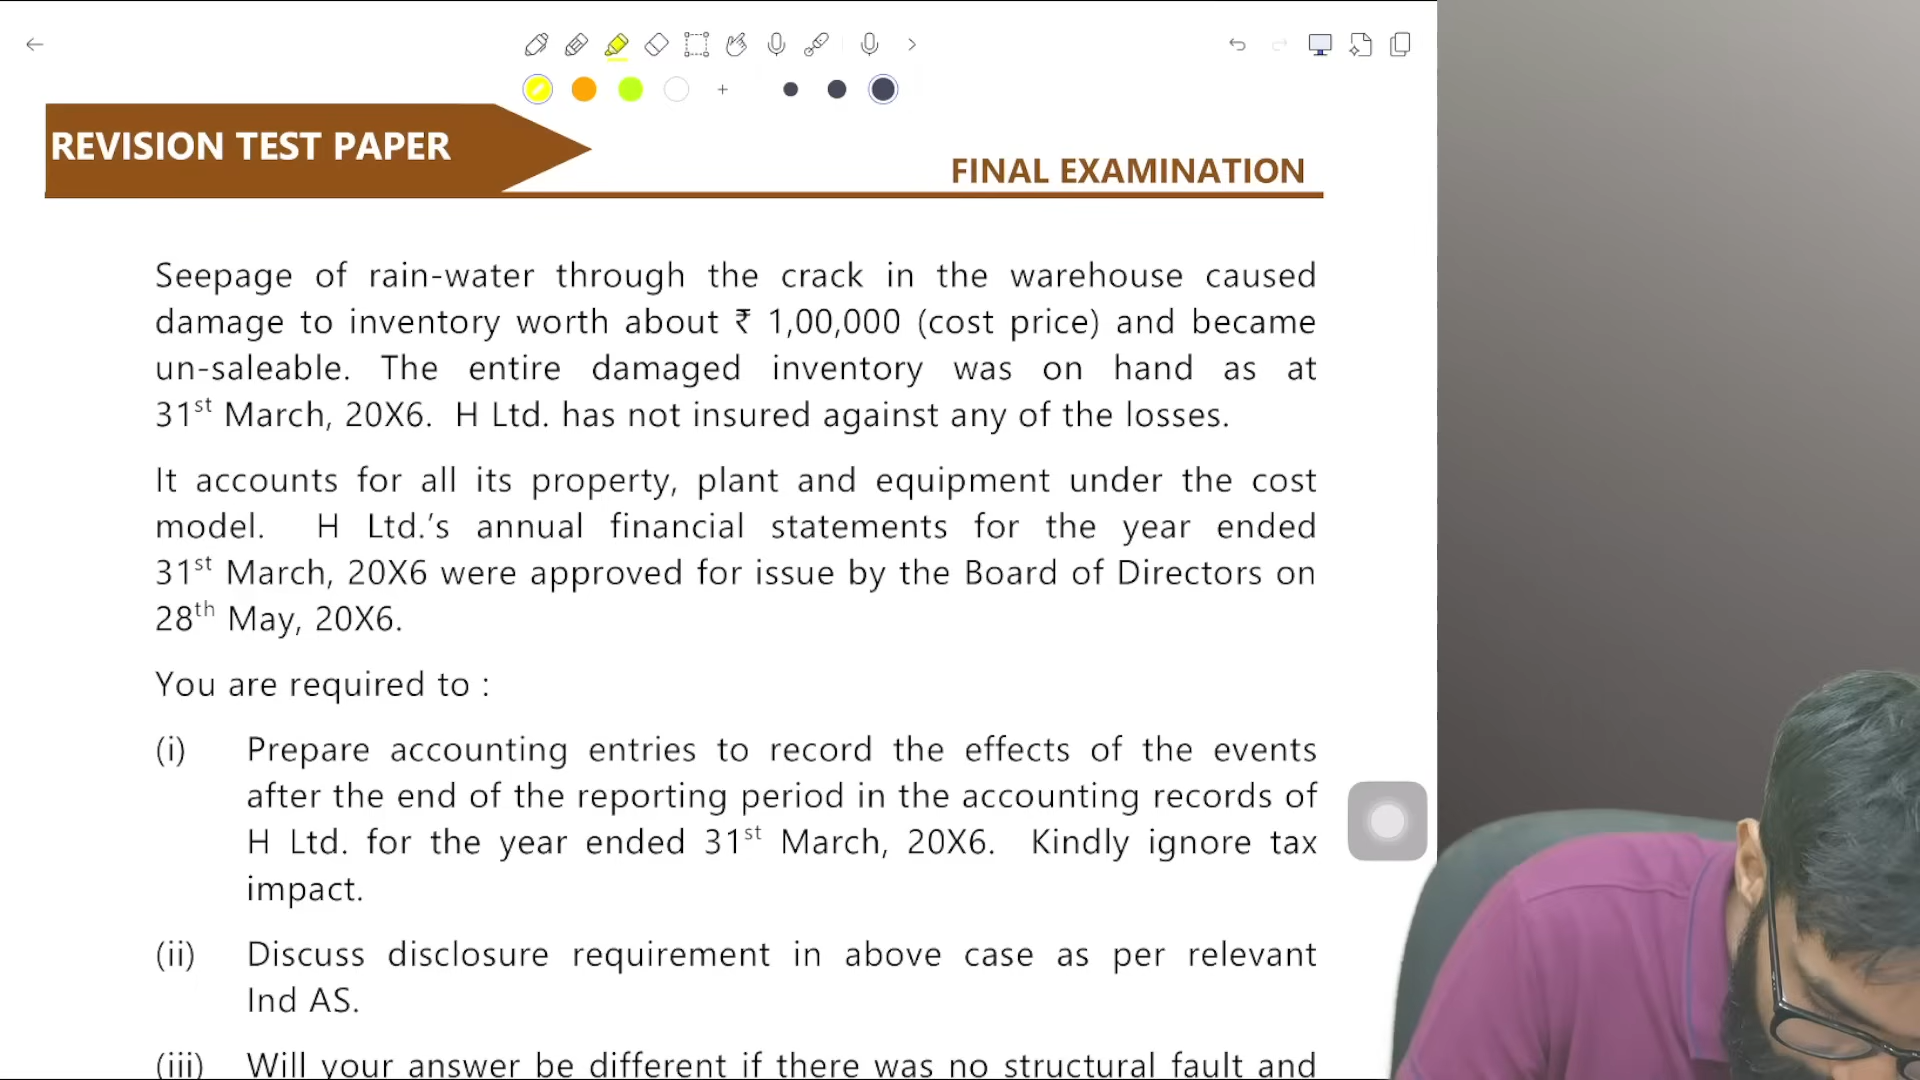 REVISION TEST PAPER
FINAL EXAMINATION
Seepage of rain-water through the crack in the warehouse caused
damage to inventory worth about ₹ 1,00,000 (cost price) and became
un-saleable. The entire damaged inventory was on hand as at
31st March, 20X6. H Ltd. has not insured against any of the losses.
It accounts for all its property, plant and equipment under the cost
model. H Ltd.'s annual financial statements for the year ended
31st March, 20X6 were approved for issue by the Board of Directors on
28th May, 20X6.
You are required to :
(i) Prepare accounting entries to record the effects of the events
after the end of the reporting period in the accounting records of
H Ltd. for the year ended 31st March, 20X6. Kindly ignore tax
impact.
(ii) Discuss disclosure requirement in above case as per relevant
Ind AS.
(iii) Will your answer be different if there was no structural fault and